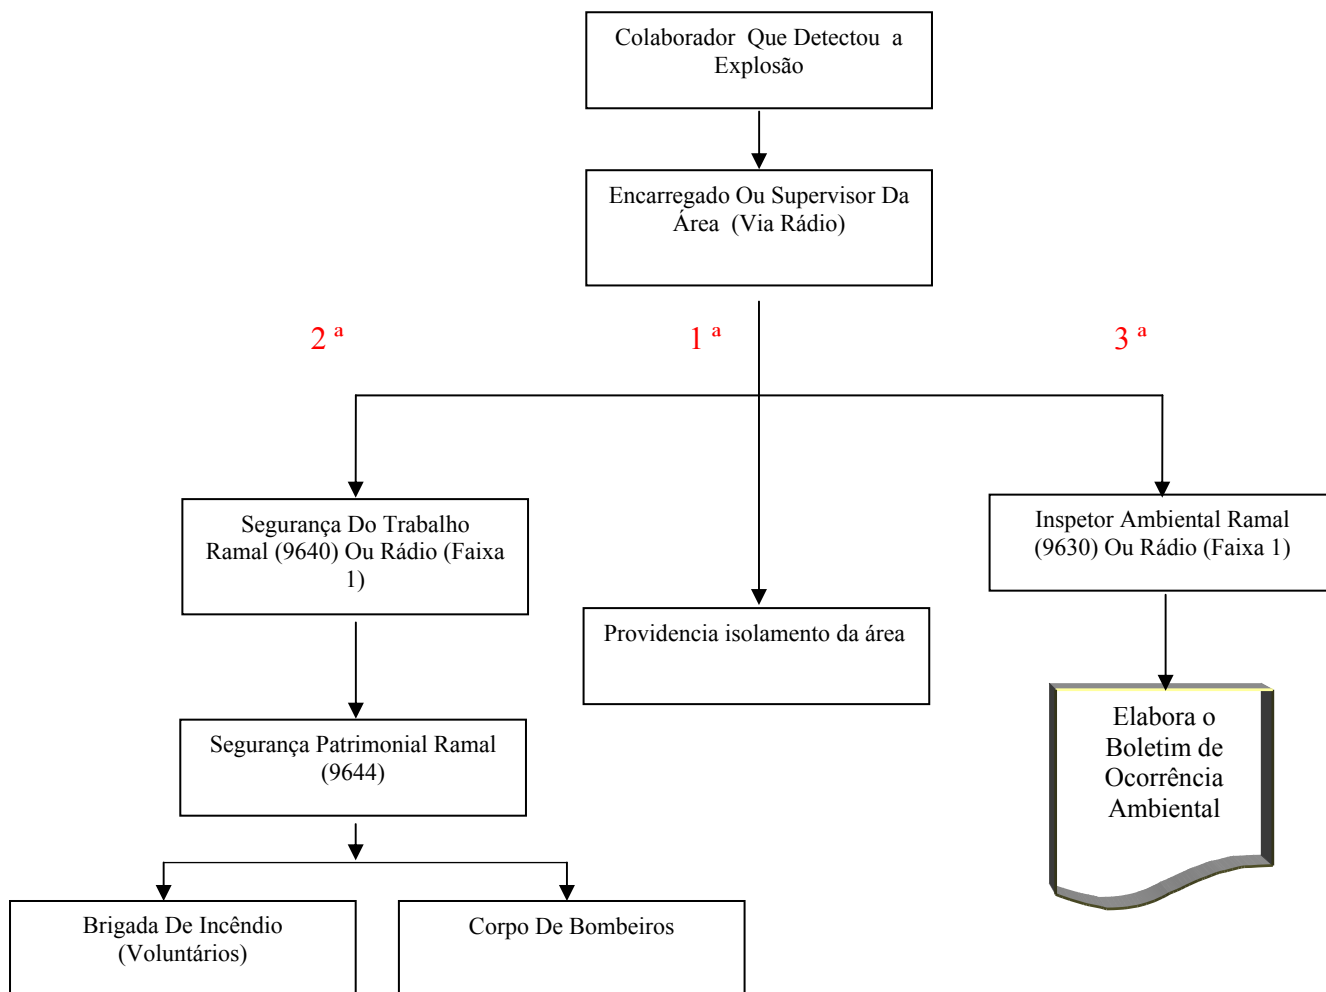 Colaborador Que Detectou a
Explosão
Encarregado Ou Supervisor Da
Área (Via Rádio)
2 ª
1 ª
3 ª
Segurança Do Trabalho
Ramal (9640) Ou Rádio (Faixa
1)
Inspetor Ambiental Ramal
(9630) Ou Rádio (Faixa 1)
Providencia isolamento da área
Segurança Patrimonial Ramal
(9644)
Elabora o
Boletim de
Ocorrência
Ambiental
Brigada De Incêndio
(Voluntários)
Corpo De Bombeiros